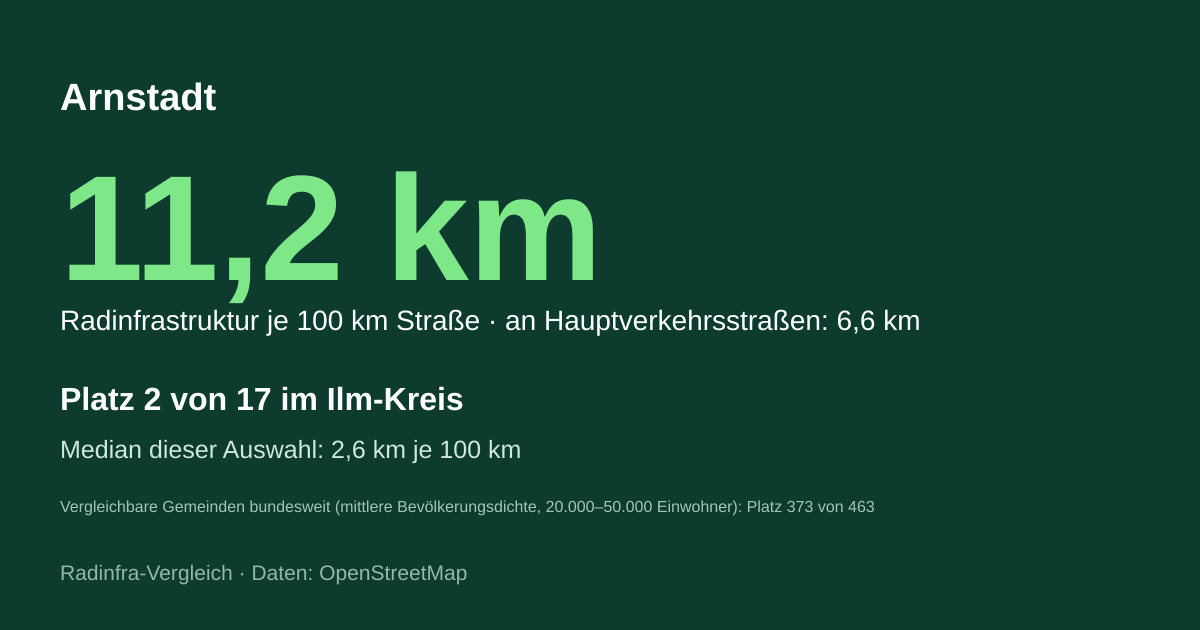 Arnstadt
11,2 km
Radinfrastruktur je 100 km Straße · an Hauptverkehrsstraßen: 6,6 km
Platz 2 von 17 im Ilm-Kreis
Median dieser Auswahl: 2,6 km je 100 km
Vergleichbare Gemeinden bundesweit (mittlere Bevölkerungsdichte, 20.000–50.000 Einwohner): Platz 373 von 463
Radinfra-Vergleich · Daten: OpenStreetMap